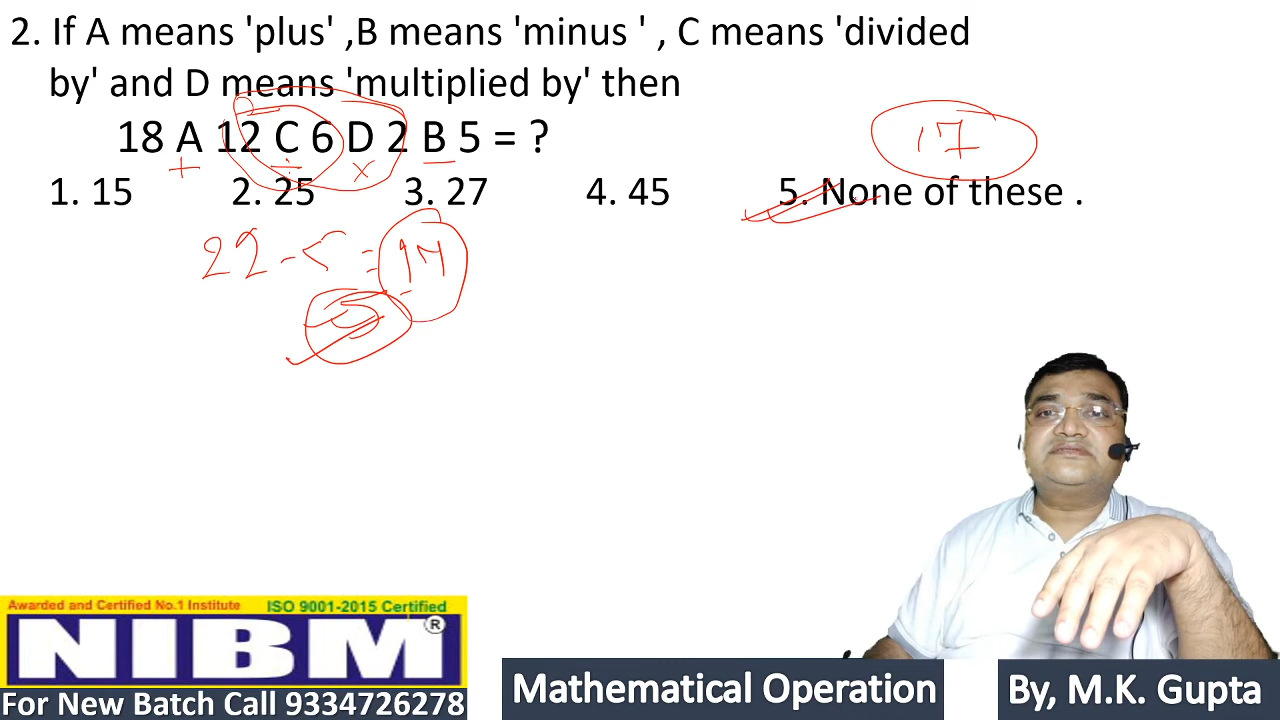 2. If A means 'plus' ,B means 'minus ' , C means 'divided
by' and D means 'multiplied by' then
2
18 A 12 C 6 D 2 B 5 = ?
+ ÷ × −
17
1. 15 2. 25 3. 27 4. 45 5. None of these .
22 - 5 = 17
5
Awarded and Certified No.1 Institute ISO 9001-2015 Certified
NIBM ®
For New Batch Call 9334726278
Mathematical Operation
By, M.K. Gupta